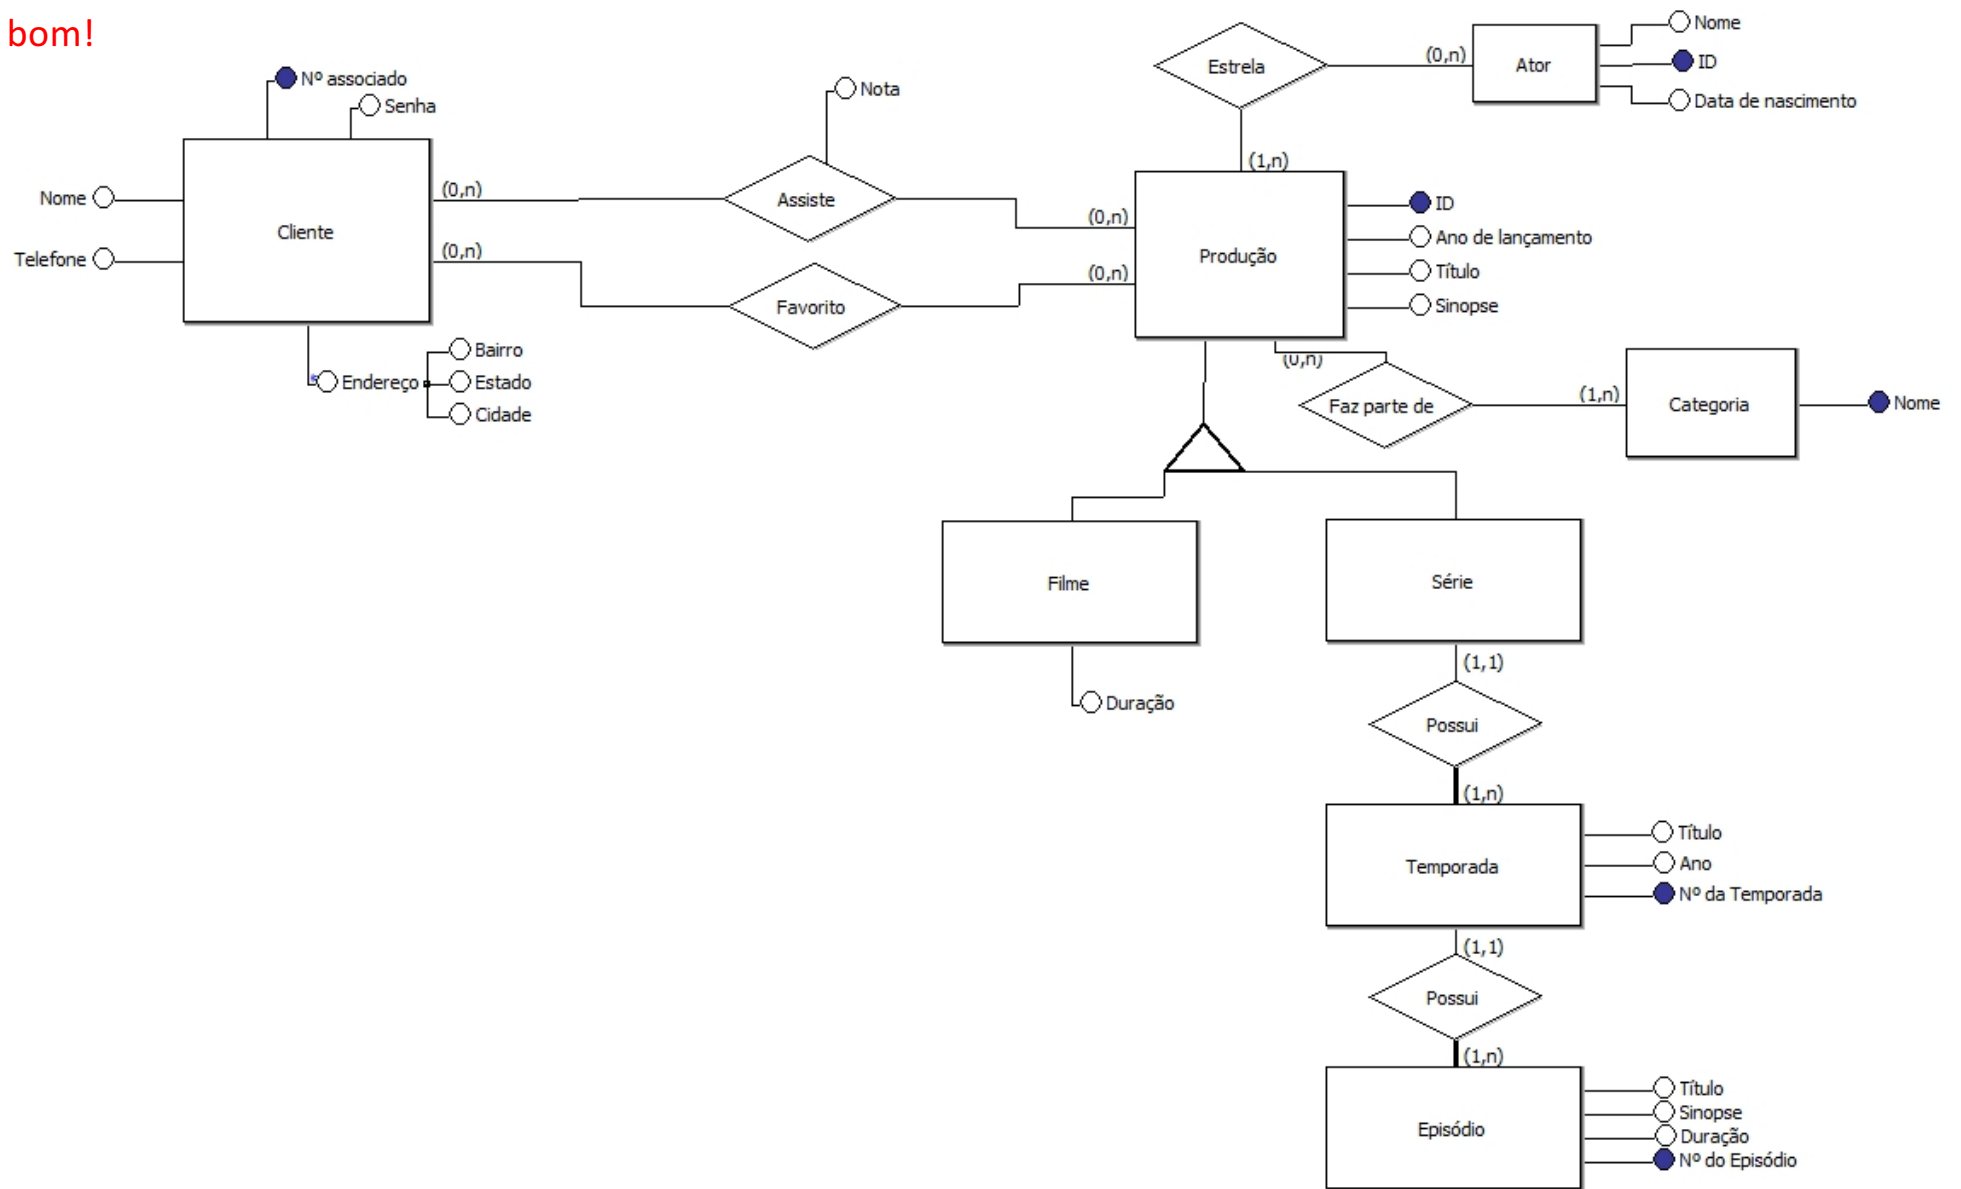 bom!
Nome
Estrela
(0,n)
Ator
ID
Data de nascimento
Nº associado
Senha
Nota
(1,n)
Nome
(0,n)
Assiste
(0,n)
ID
Cliente
Ano de lançamento
Telefone
(0,n)
Produção
(0,n)
Título
Favorito
Sinopse
Bairro
Endereço
Estado
Cidade
(0,n)
Faz parte de
(1,n)
Categoria
Nome
Filme
Série
(1,1)
Duração
Possui
(1,n)
Título
Temporada
Ano
Nº da Temporada
(1,1)
Possui
(1,n)
Título
Sinopse
Episódio
Duração
Nº do Episódio